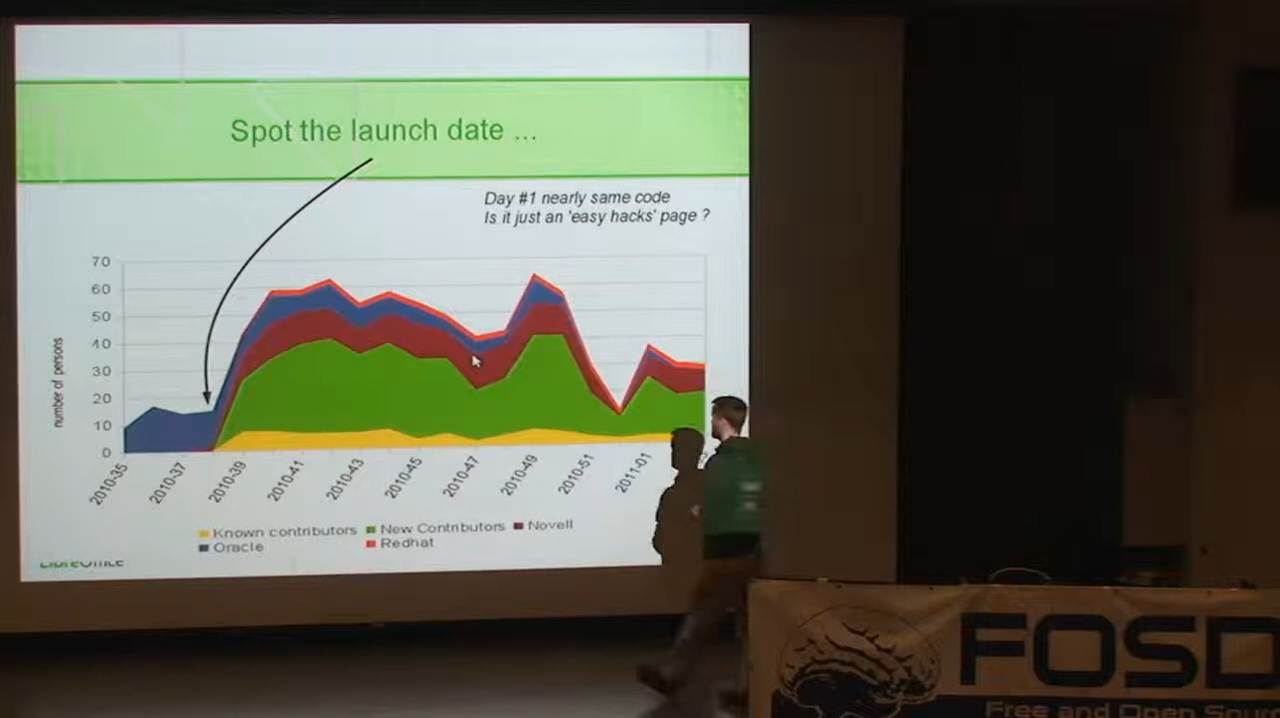 Spot the launch date ...
Day #1 nearly same code
Is it just an 'easy hacks' page ?
number of persons
70
60
50
40
30
20
10
0
2010-35
2010-37
2010-39
2010-41
2010-43
2010-45
2010-47
2010-49
2010-51
2011-01
Known contributors
New Contributors
Novell
Oracle
Redhat
LibreOffice
FOSD
Free and Open Sour